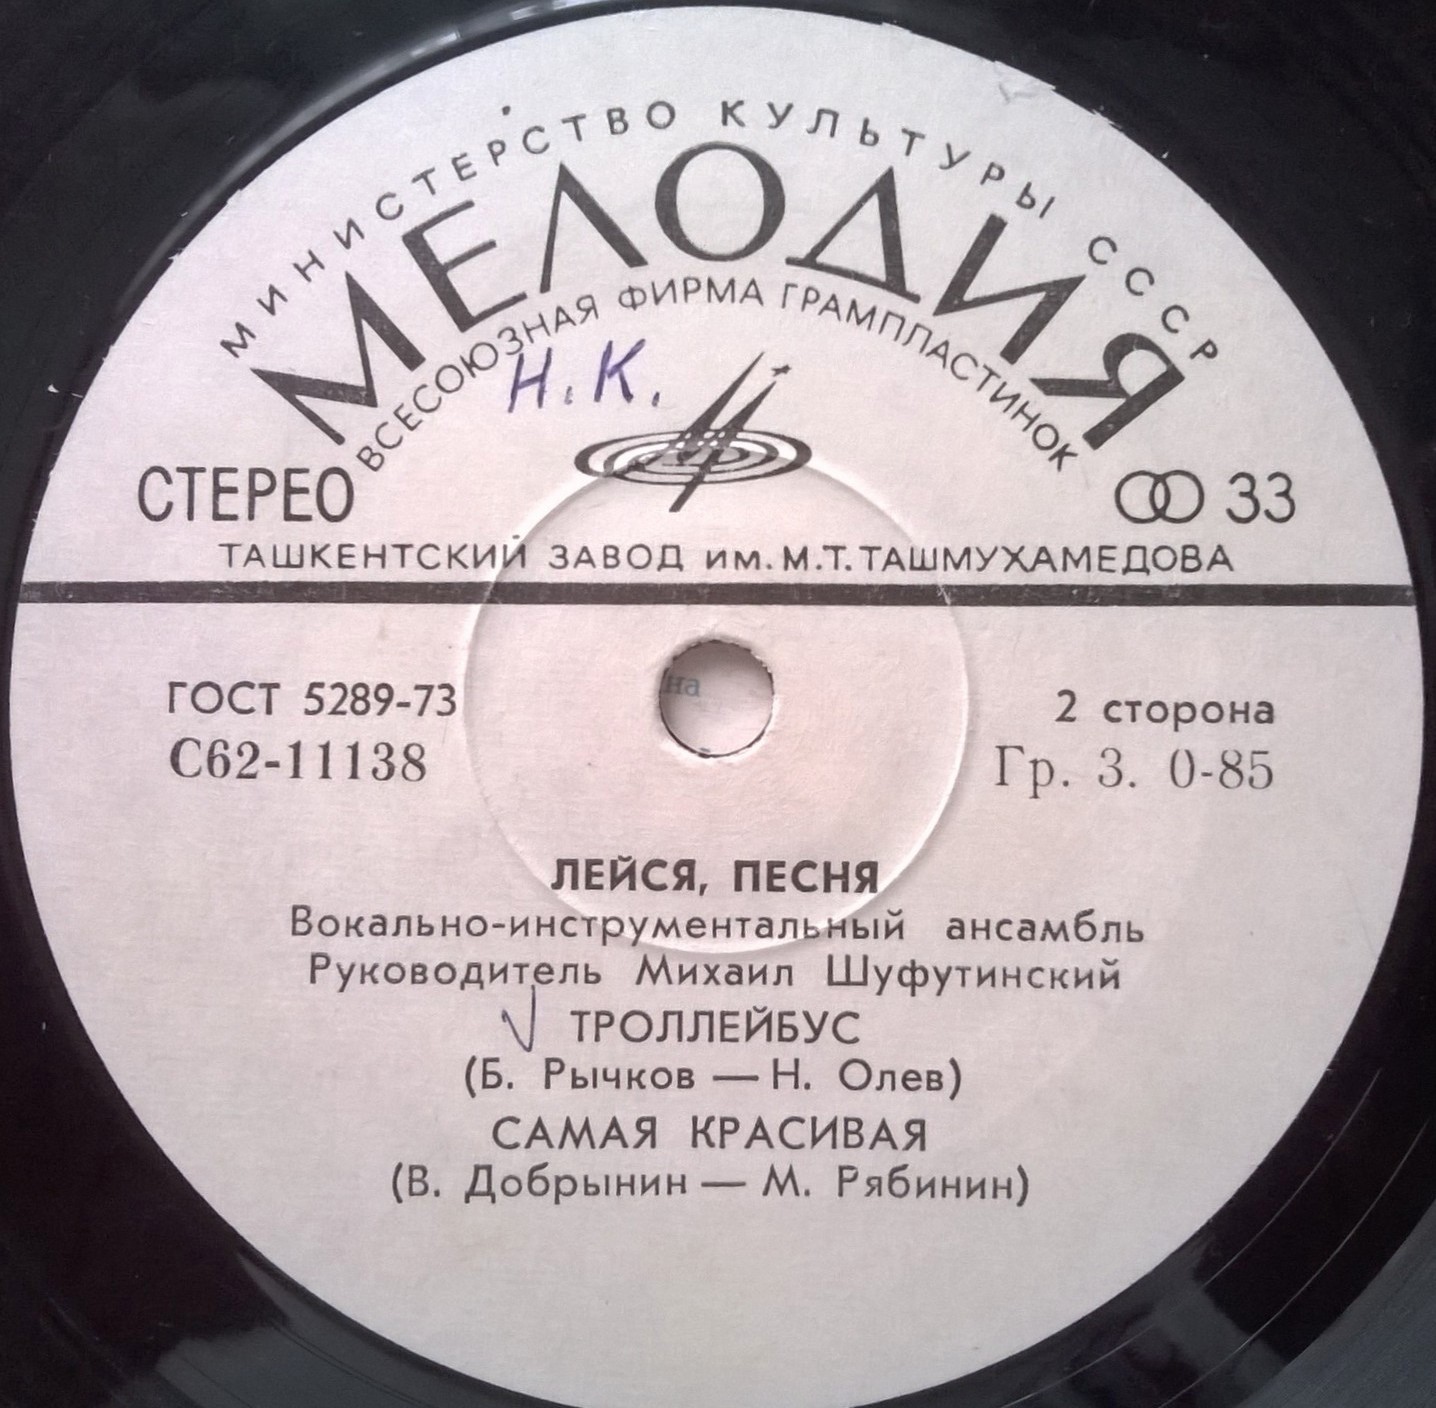 МИНИСТЕРСТВО КУЛЬТУРЫ СССР
МЕЛОДИЯ
ВСЕСОЮЗНАЯ ФИРМА ГРАМПЛАСТИНОК
Н.К.
СТЕРЕО
33
ТАШКЕНТСКИЙ ЗАВОД им. М.Т. ТАШМУХАМЕДОВА
на
ГОСТ 5289-73
2 сторона
С62-11138
Гр. 3. 0-85
ЛЕЙСЯ, ПЕСНЯ
Вокально-инструментальный ансамбль
Руководитель Михаил Шуфутинский
ТРОЛЛЕЙБУС
(Б. Рычков — Н. Олев)
САМАЯ КРАСИВАЯ
(В. Добрынин — М. Рябинин)